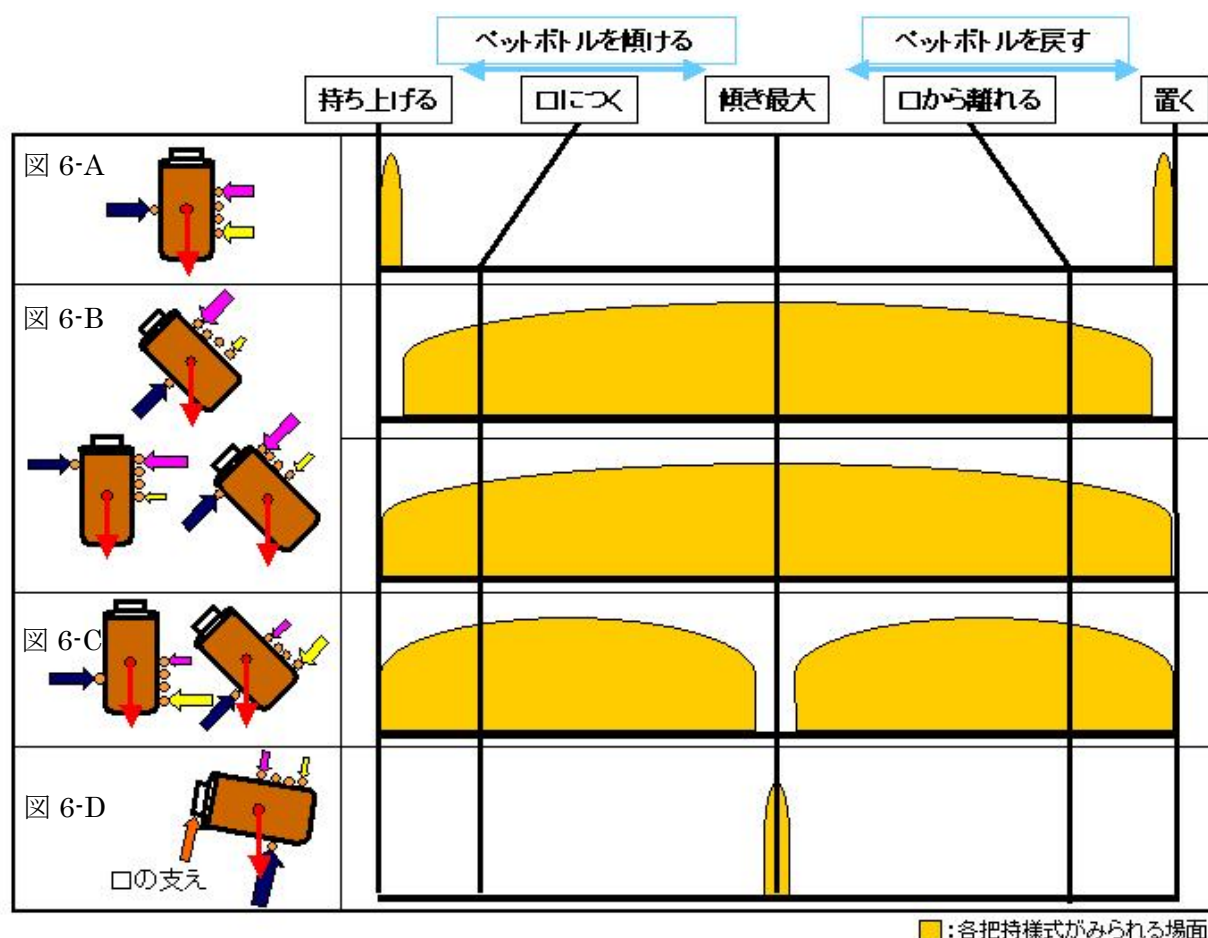 ペットボトルを傾ける
ペットボトルを戻す
持ち上げる
口につく
傾き最大
口から離れる
置く
図 6-A
図 6-B
図 6-C
図 6-D
口の支え
:各把持様式がみられる場面